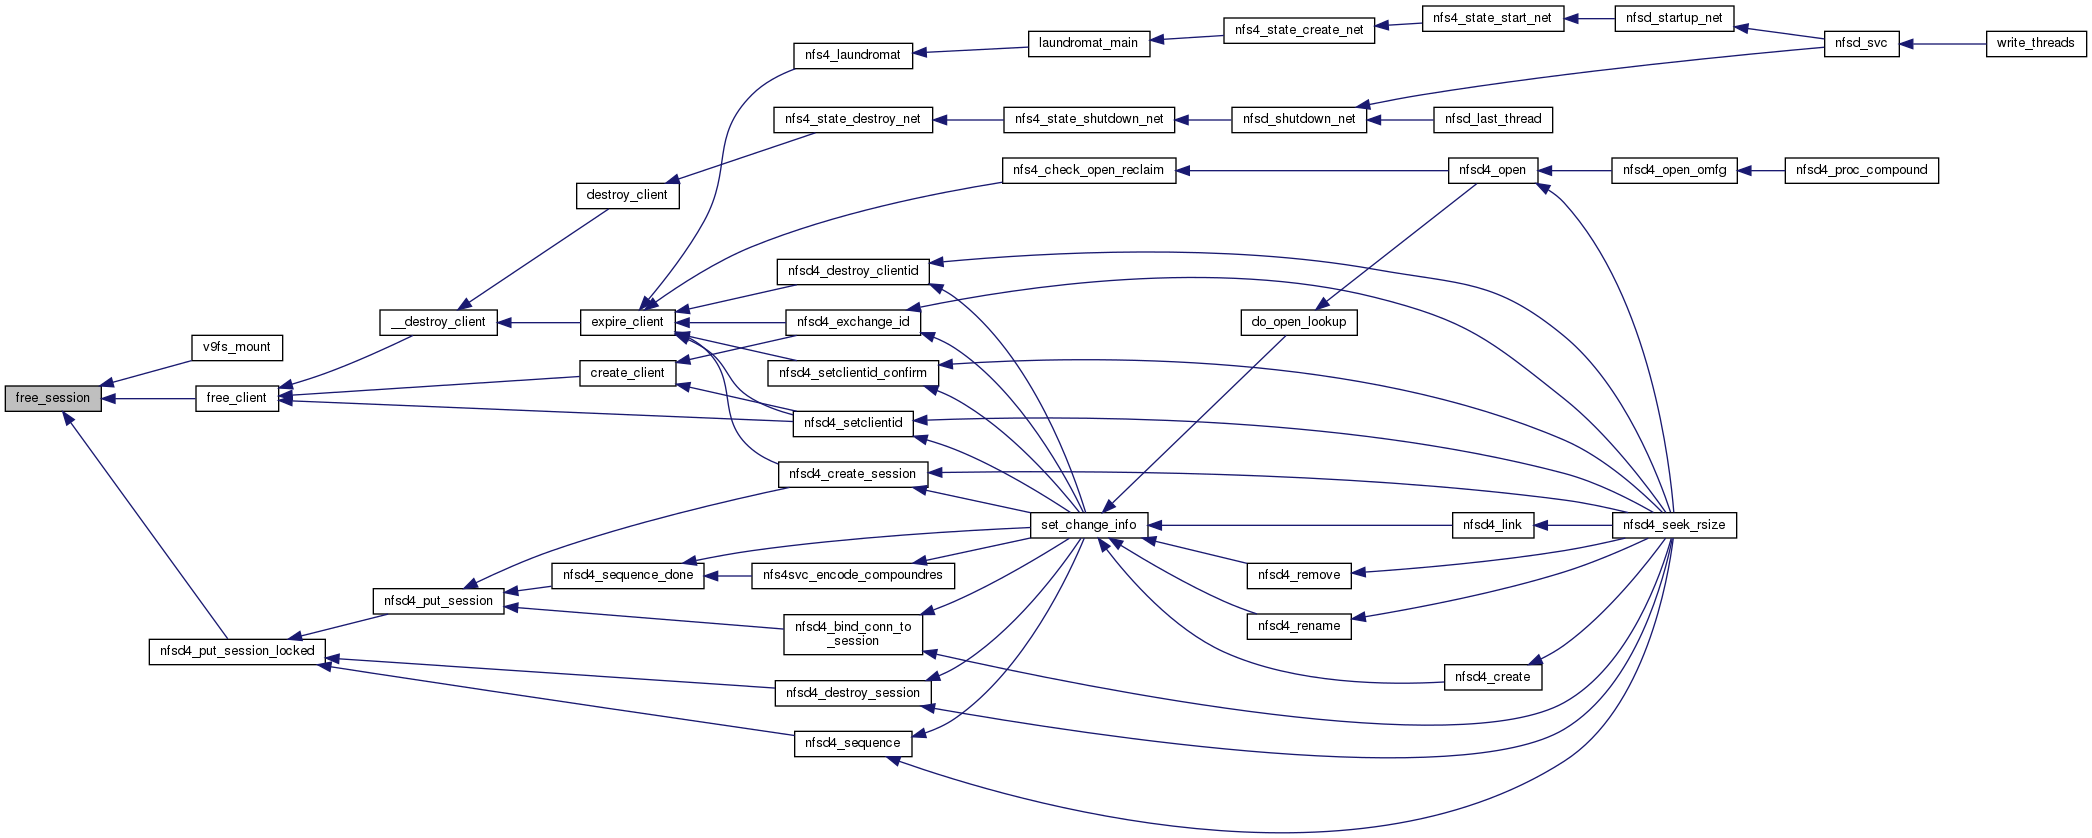 nfs4_state_start_net
nfsd_startup_net
nfs4_state_create_net
laundromat_main
nfsd_svc
write_threads
nfs4_laundromat
nfs4_state_destroy_net
nfs4_state_shutdown_net
nfsd_shutdown_net
nfsd_last_thread
nfs4_check_open_reclaim
nfsd4_open
nfsd4_open_omfg
nfsd4_proc_compound
destroy_client
nfsd4_destroy_clientid
__destroy_client
expire_client
nfsd4_exchange_id
do_open_lookup
v9fs_mount
create_client
nfsd4_setclientid_confirm
free_session
free_client
nfsd4_setclientid
nfsd4_create_session
set_change_info
nfsd4_link
nfsd4_seek_rsize
nfsd4_sequence_done
nfs4svc_encode_compoundres
nfsd4_remove
nfsd4_put_session
nfsd4_bind_conn_to
_session
nfsd4_rename
nfsd4_put_session_locked
nfsd4_create
nfsd4_destroy_session
nfsd4_sequence